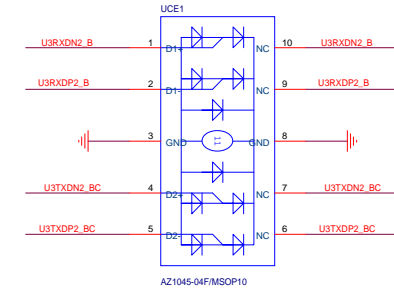 UCE1
U3RXDN2_B 1 D1+ NC 10 U3RXDN2_B
U3RXDP2_B 2 D1- NC 9 U3RXDP2_B
3 GND 11 GND 8
U3TXDN2_BC 4 D2+ NC 7 U3TXDN2_BC
U3TXDP2_BC 5 D2- NC 6 U3TXDP2_BC
AZ1045-04F/MSOP10